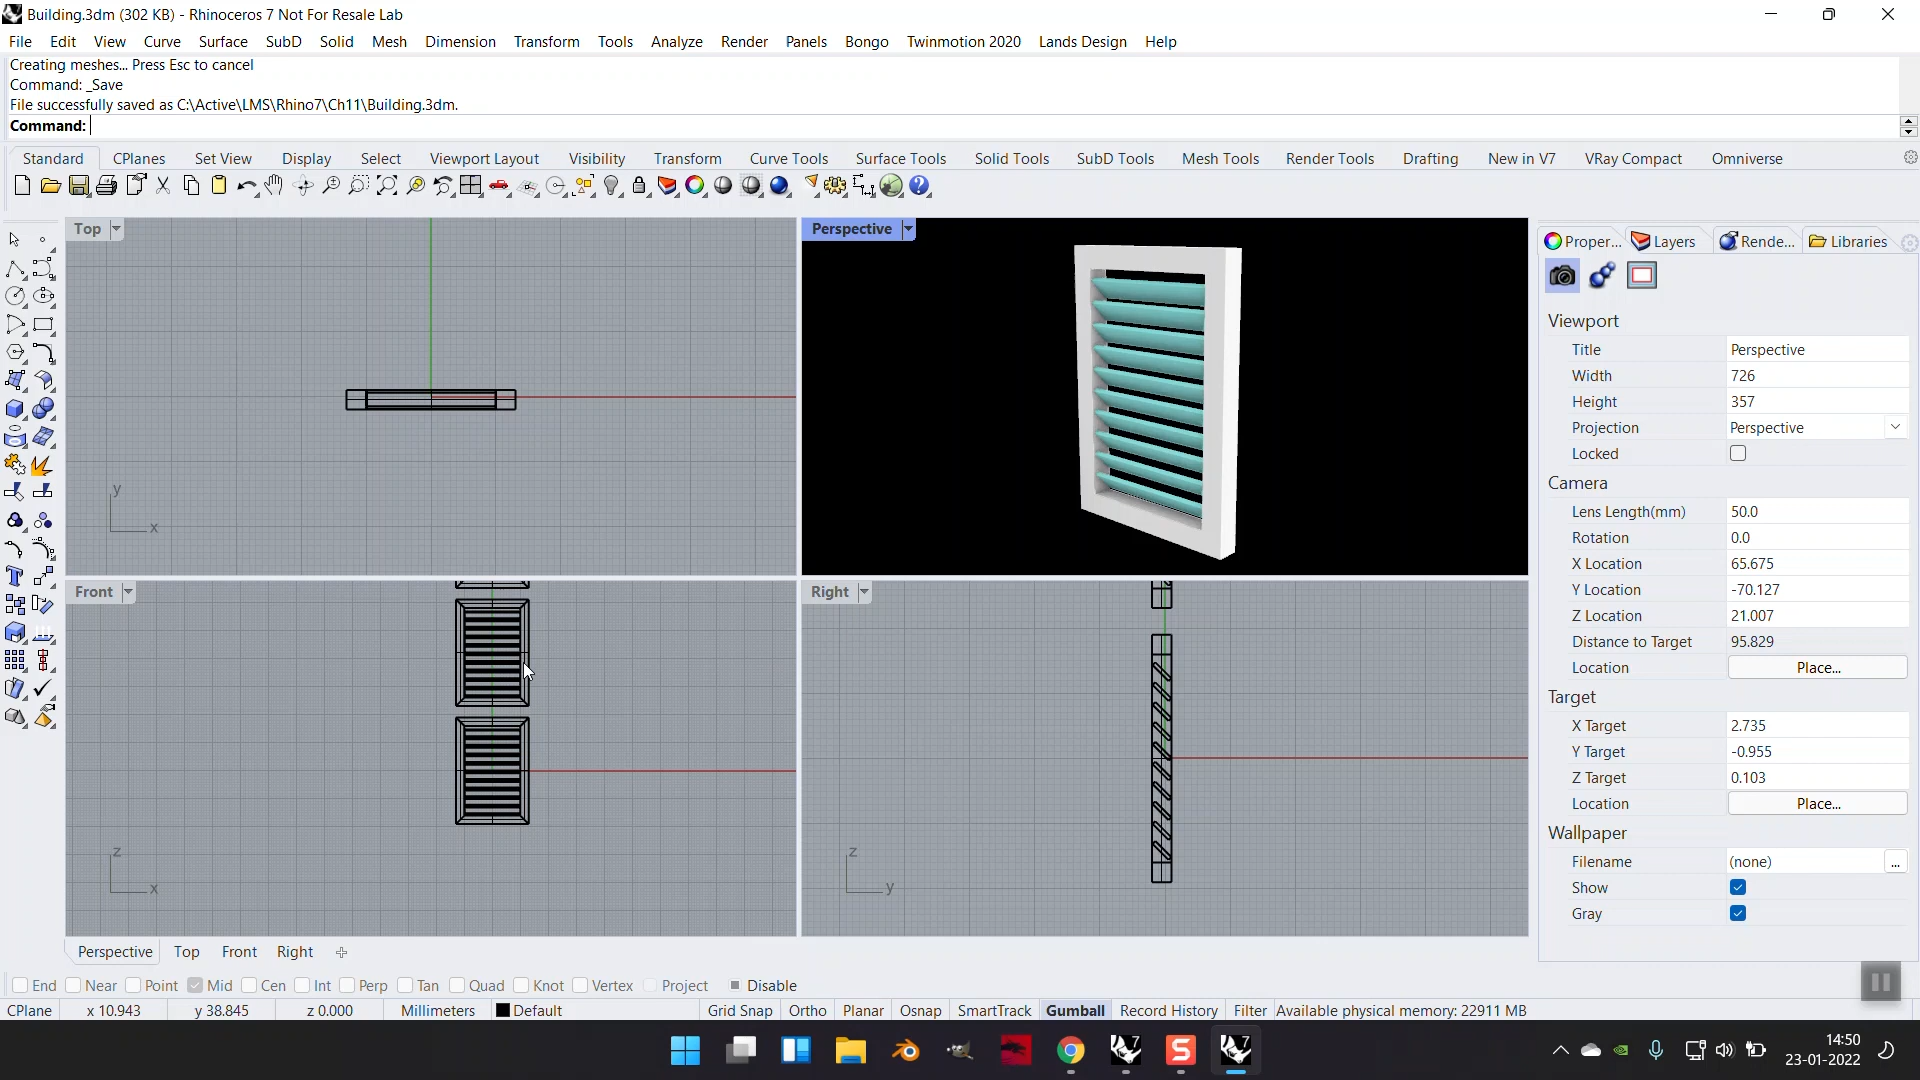 Building.3dm (302 KB) - Rhinoceros 7 Not For Resale Lab
File Edit View Curve Surface SubD Solid Mesh Dimension Transform Tools Analyze Render Panels Bongo Twinmotion 2020 Lands Design Help
Creating meshes... Press Esc to cancel
Command: _Save
File successfully saved as C:\Active\LMS\Rhino7\Ch11\Building.3dm.
Command:
Standard CPlanes Set View Display Select Viewport Layout Visibility Transform Curve Tools Surface Tools Solid Tools SubD Tools Mesh Tools Render Tools Drafting New in V7 VRay Compact Omniverse
Top
Perspective
Proper... Layers Rende... Libraries
Viewport
Title Perspective
Width 726
Height 357
Projection Perspective
Locked
Camera
Lens Length(mm) 50.0
Rotation 0.0
X Location 65.675
Y Location -70.127
Z Location 21.007
Distance to Target 95.829
Location Place...
Target
X Target 2.735
Y Target -0.955
Z Target 0.103
Location Place...
Wallpaper
Filename (none) ...
Show
Gray
y
x
Front
z
x
Right
z
y
Perspective Top Front Right
End Near Point Mid Cen Int Perp Tan Quad Knot Vertex Project Disable
CPlane x 10.943 y 38.845 z 0.000 Millimeters Default Grid Snap Ortho Planar Osnap SmartTrack Gumball Record History Filter Available physical memory: 22911 MB
7
S
7
14:50
23-01-2022